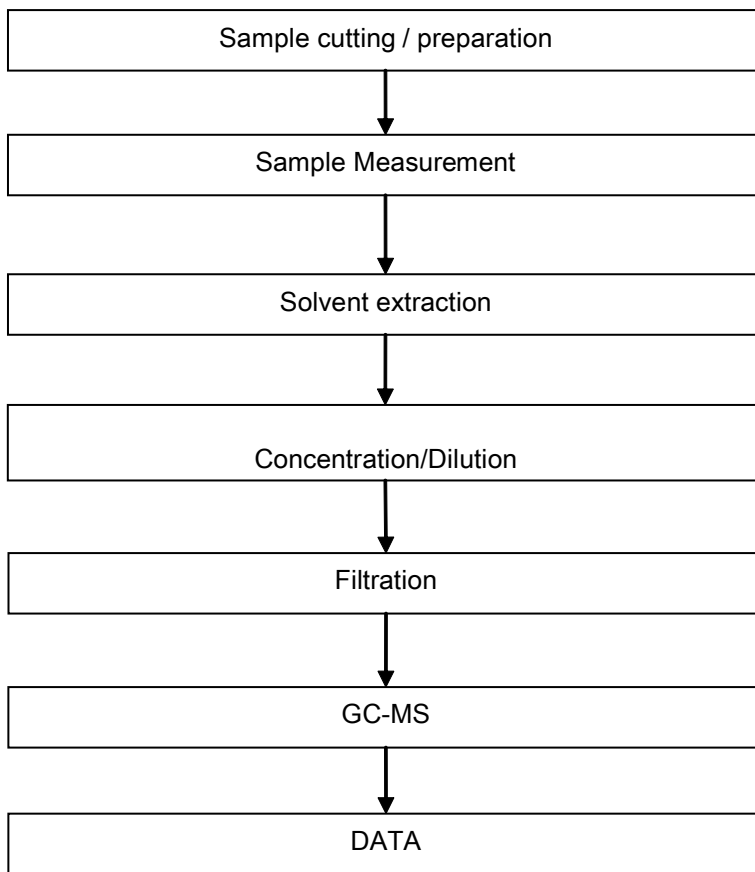 Sample cutting / preparation
Sample Measurement
Solvent extraction
Concentration/Dilution
Filtration
GC-MS
DATA